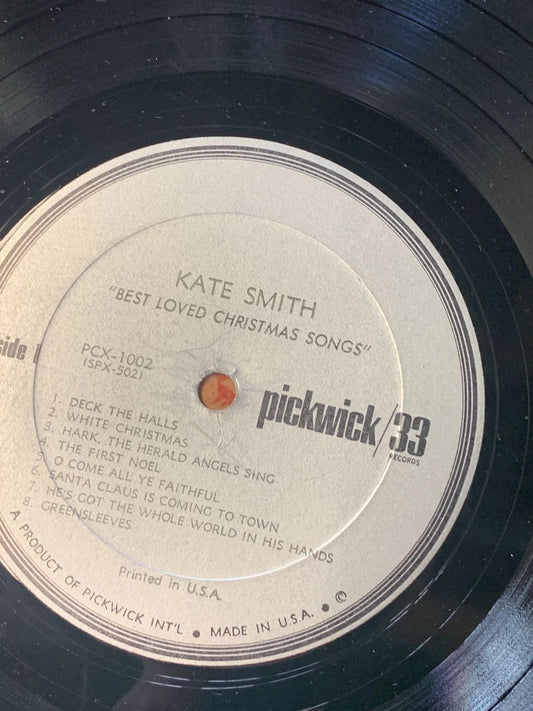 KATE SMITH
"BEST LOVED CHRISTMAS SONGS"
side 1
PCX-1002
(SPX-502)
pickwick/33
RECORDS
1. DECK THE HALLS
2. WHITE CHRISTMAS
3. HARK, THE HERALD ANGELS SING
4. THE FIRST NOEL
5. O COME ALL YE FAITHFUL
6. SANTA CLAUS IS COMING TO TOWN
7. HE'S GOT THE WHOLE WORLD IN HIS HANDS
8. GREENSLEEVES
Printed in U.S.A.
A PRODUCT OF PICKWICK INT'L • MADE IN U.S.A. • ©